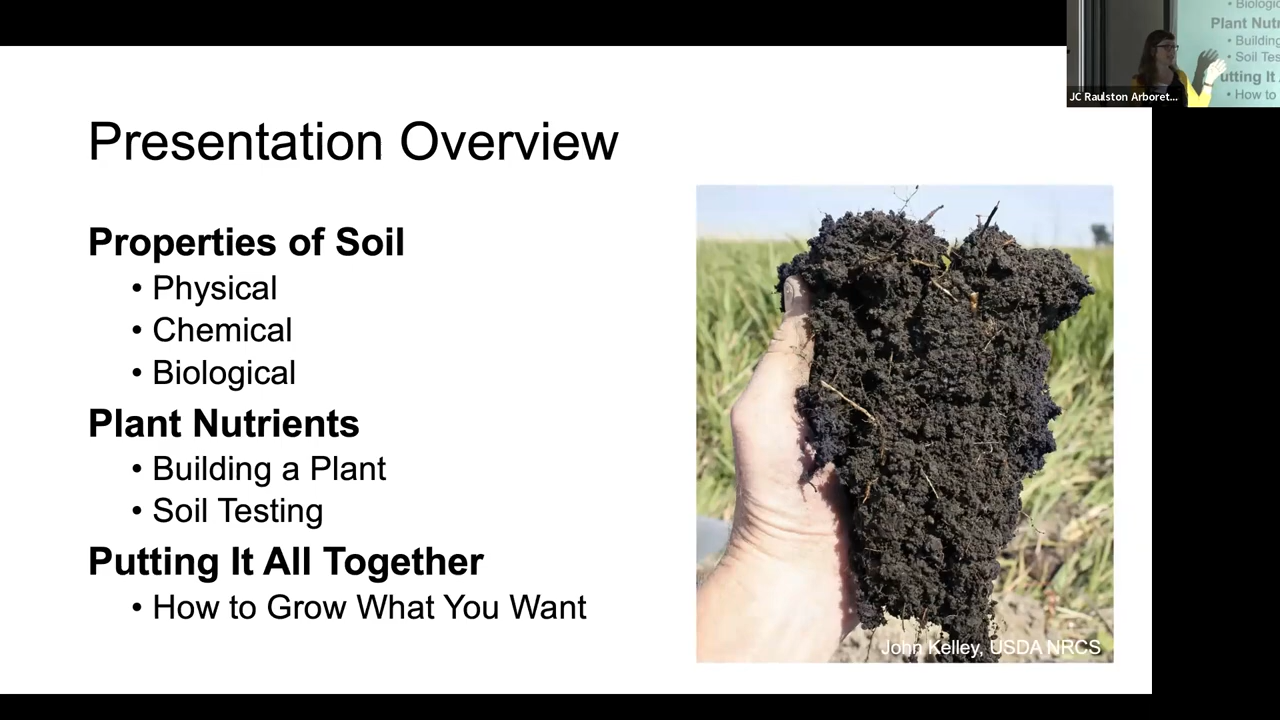 Presentation Overview
Properties of Soil
• Physical
• Chemical
• Biological
Plant Nutrients
• Building a Plant
• Soil Testing
Putting It All Together
• How to Grow What You Want
John Kelley, USDA NRCS
• Biologic
Plant Nutr
• Building
• Soil Tes
utting It
• How to
JC Raulston Arboret...